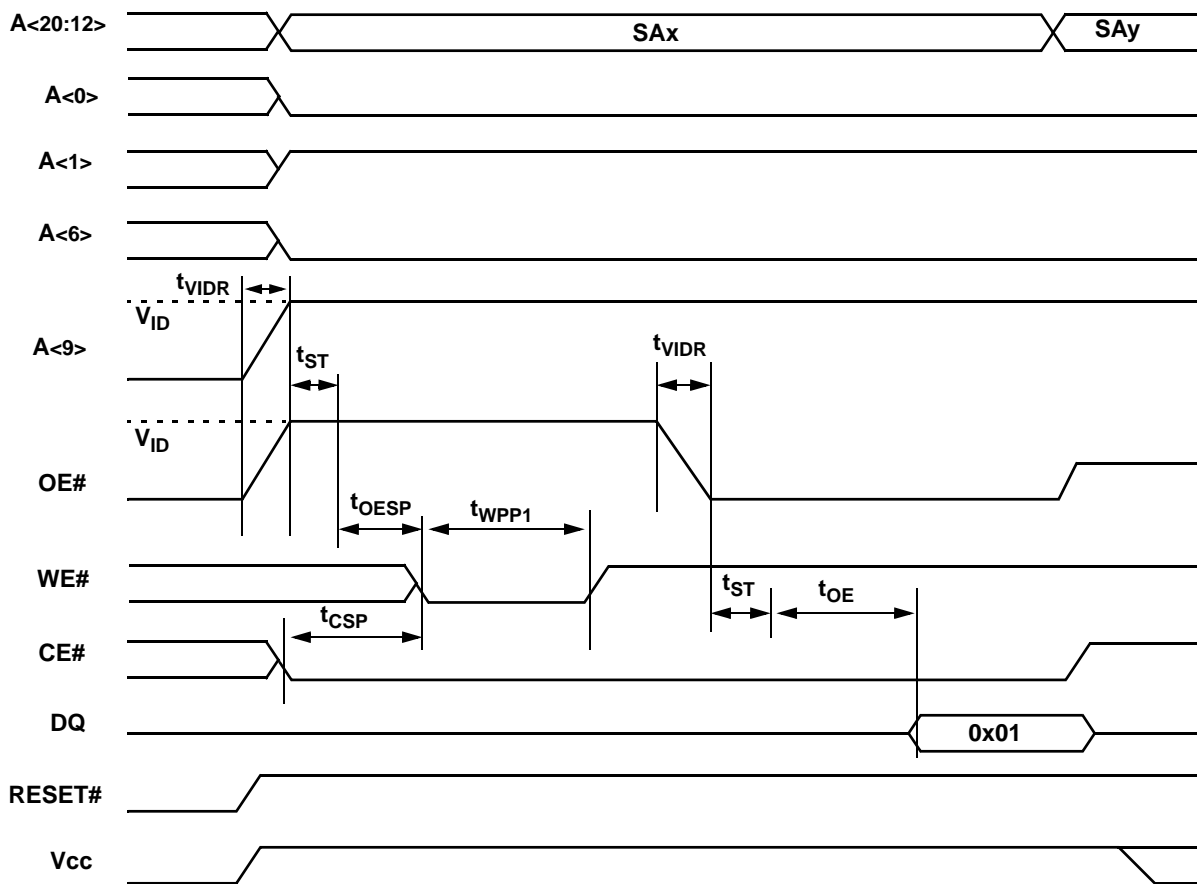 A<20:12>
SAx
SAy
A<0>
A<1>
A<6>
tVIDR
VID
A<9>
tST
tVIDR
VID
OE#
tOESP
tWPP1
WE#
tST
tOE
tCSP
CE#
DQ
0x01
RESET#
Vcc